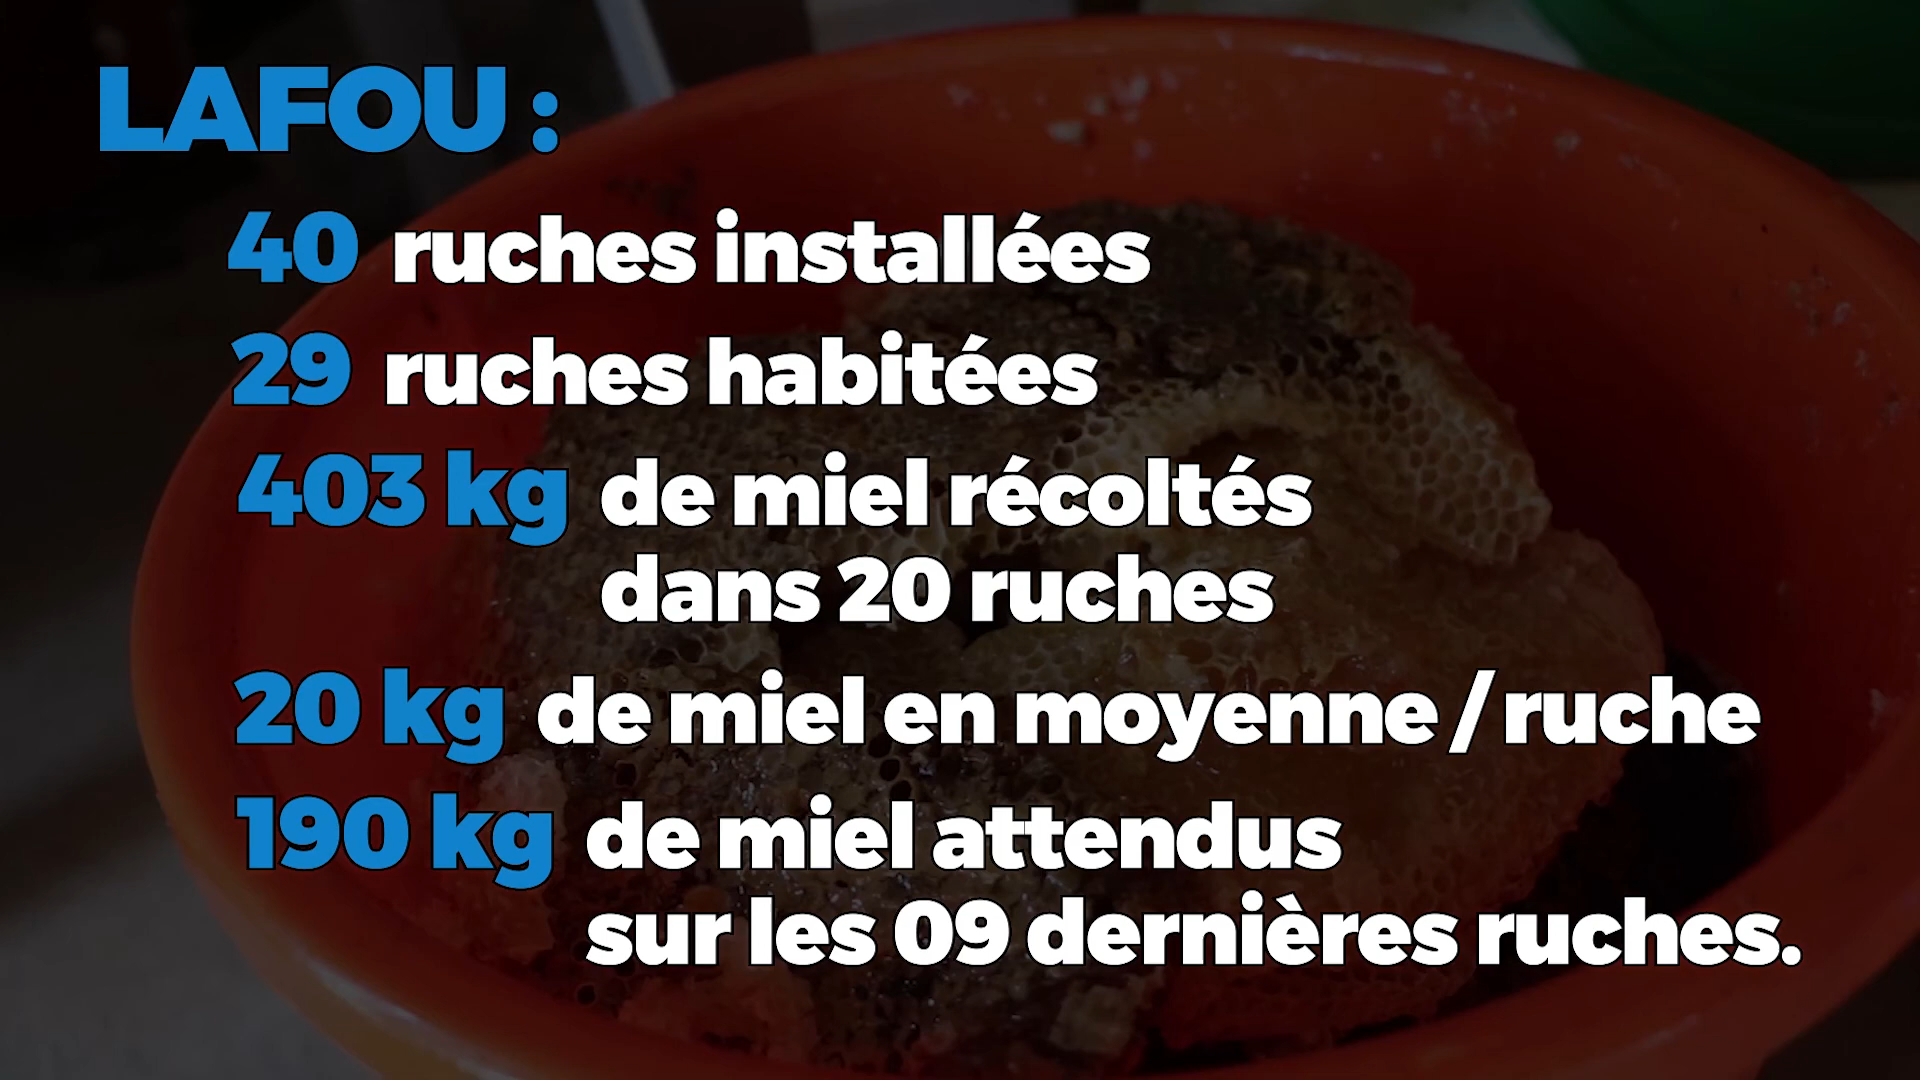 LAFOU :
40 ruches installées
29 ruches habitées
403 kg de miel récoltés
dans 20 ruches
20 kg de miel en moyenne / ruche
190 kg de miel attendus
sur les 09 dernières ruches.